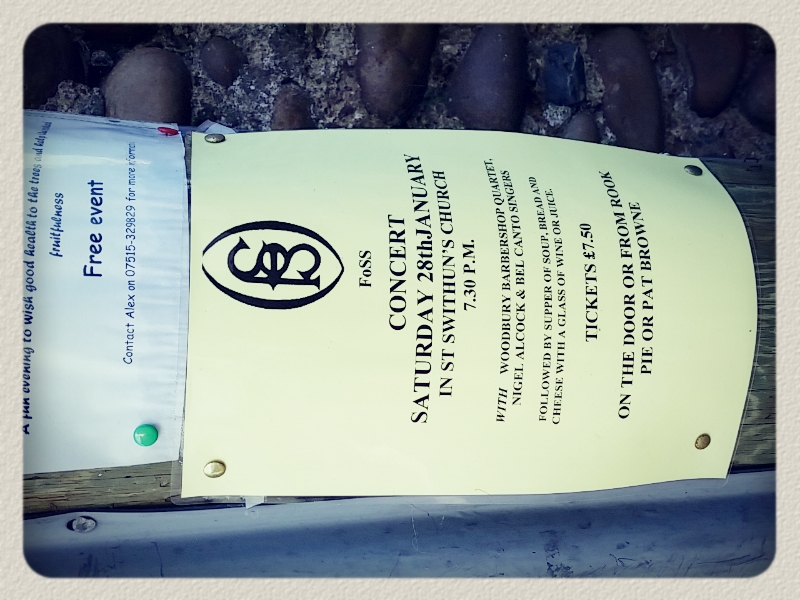 A fun evening to wish good health to the trees and help
fruitfulness
Free event
Contact Alex on 07515-329829 for more
FoSS
CONCERT
SATURDAY 28thJANUARY
IN ST SWITHUN'S CHURCH
7.30 P.M.
WITH WOODBURY BARBERSHOP QUARTET,
NIGEL ALCOCK & BEL CANTO SINGERS
FOLLOWED BY SUPPER OF SOUP, BREAD AND
CHEESE WITH A GLASS OF WINE OR JUICE.
TICKETS £7.50
ON THE DOOR OR FROM ROOK
PIE OR PAT BROWNE